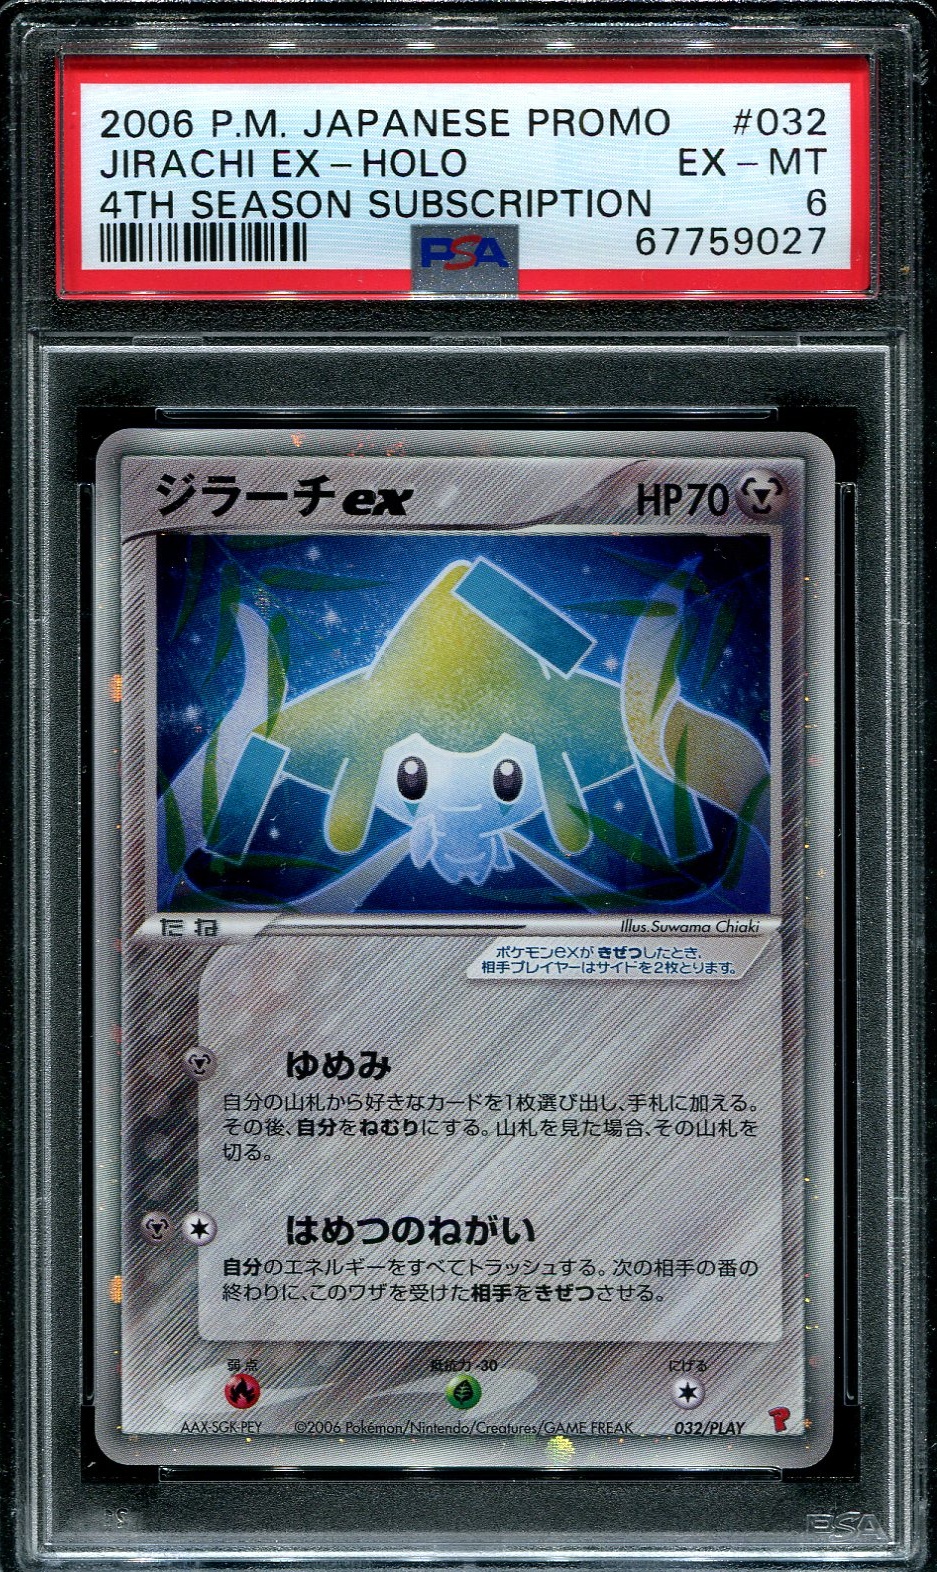 2006 P.M. JAPANESE PROMO #032
JIRACHI EX – HOLO EX – MT
4TH SEASON SUBSCRIPTION 6
67759027
PSA
ジラーチex HP70
たね
Illus. Suwama Chiaki
ポケモンexがきぜつしたとき、
相手プレイヤーはサイドを2枚とります。
ゆめみ
自分の山札から好きなカードを1枚選び出し、手札に加える。
その後、自分をねむりにする。山札を見た場合、その山札を
切る。
はめつのねがい
自分のエネルギーをすべてトラッシュする。次の相手の番の
終わりに、このワザを受けた相手をきぜつさせる。
弱点 抵抗力 -30 にげる
AAX-SGK-PEY ©2006 Pokémon/Nintendo/Creatures/GAME FREAK 032/PLAY P
PSA